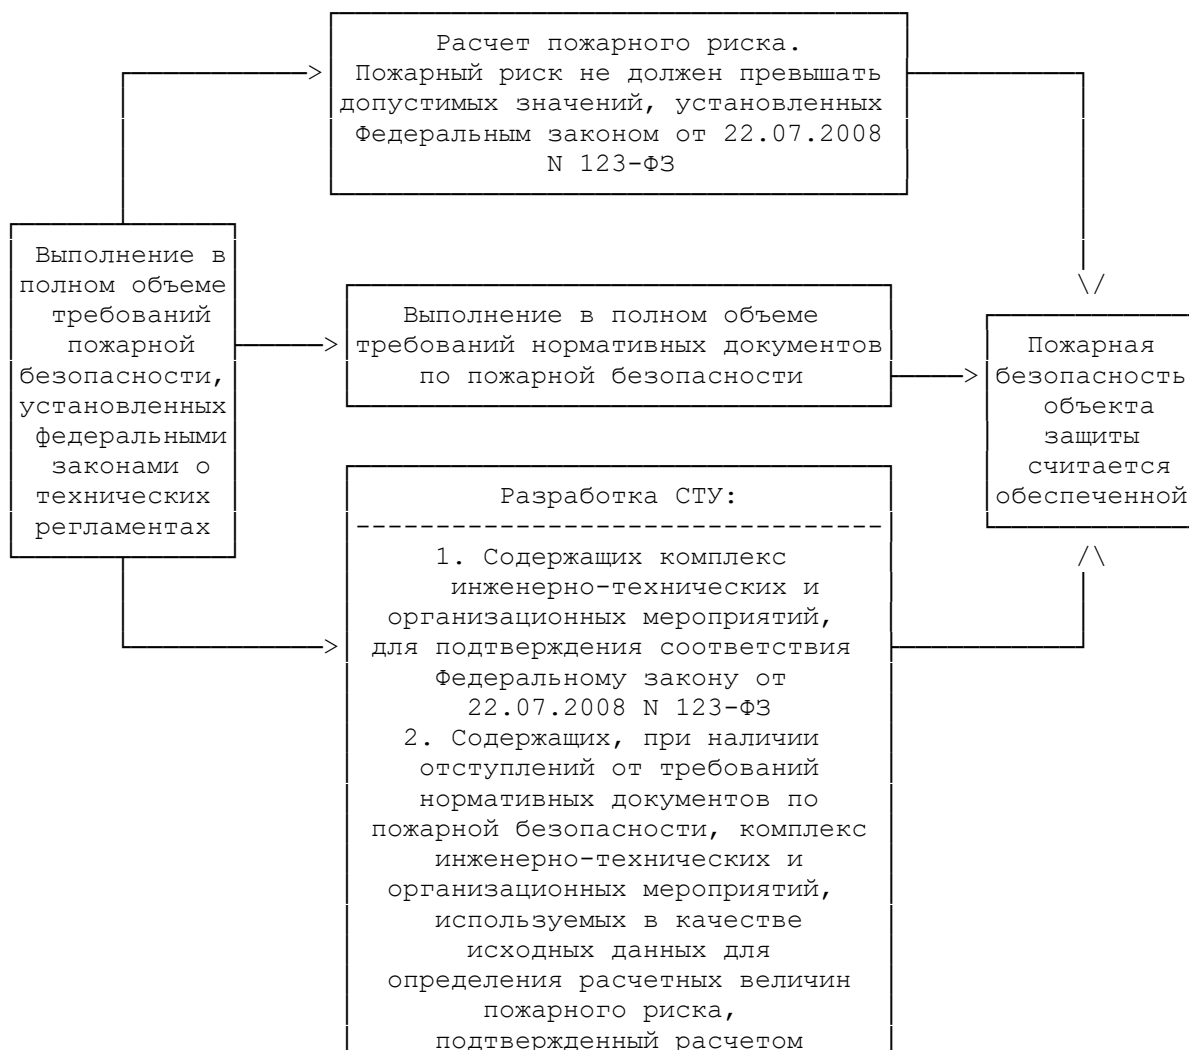 Расчет пожарного риска.
Пожарный риск не должен превышать
допустимых значений, установленных
Федеральным законом от 22.07.2008
N 123-ФЗ
Выполнение в
полном объеме
требований
пожарной
безопасности,
установленных
федеральными
законами о
технических
регламентах
Выполнение в полном объеме
требований нормативных документов
по пожарной безопасности
Пожарная
безопасность
объекта
защиты
считается
обеспеченной
Разработка СТУ:
1. Содержащих комплекс
инженерно-технических и
организационных мероприятий,
для подтверждения соответствия
Федеральному закону от
22.07.2008 N 123-ФЗ
2. Содержащих, при наличии
отступлений от требований
нормативных документов по
пожарной безопасности, комплекс
инженерно-технических и
организационных мероприятий,
используемых в качестве
исходных данных для
определения расчетных величин
пожарного риска,
подтвержденный расчетом